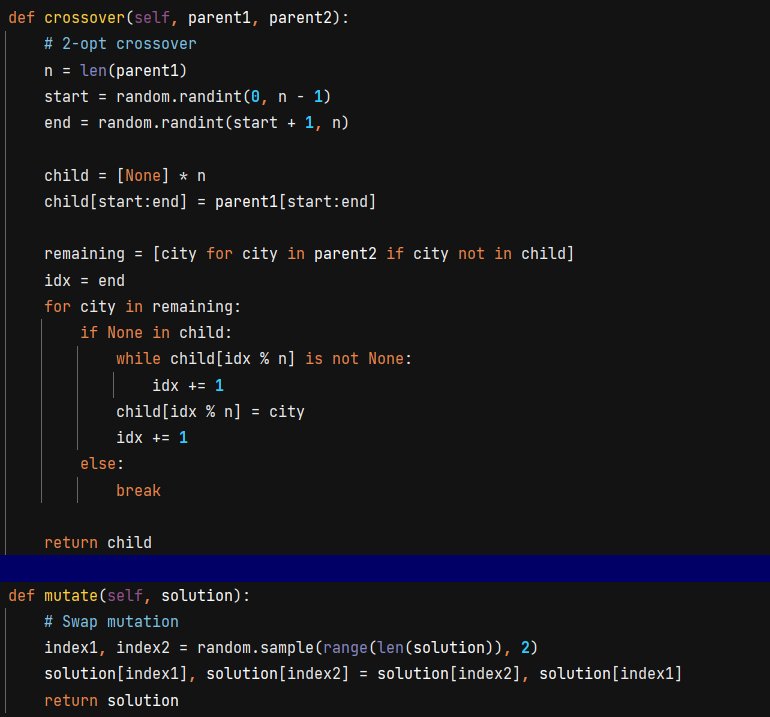 def crossover(self, parent1, parent2):
    # 2-opt crossover
    n = len(parent1)
    start = random.randint(0, n - 1)
    end = random.randint(start + 1, n)

    child = [None] * n
    child[start:end] = parent1[start:end]

    remaining = [city for city in parent2 if city not in child]
    idx = end
    for city in remaining:
        if None in child:
            while child[idx % n] is not None:
                idx += 1
            child[idx % n] = city
            idx += 1
        else:
            break

    return child

def mutate(self, solution):
    # Swap mutation
    index1, index2 = random.sample(range(len(solution)), 2)
    solution[index1], solution[index2] = solution[index2], solution[index1]
    return solution